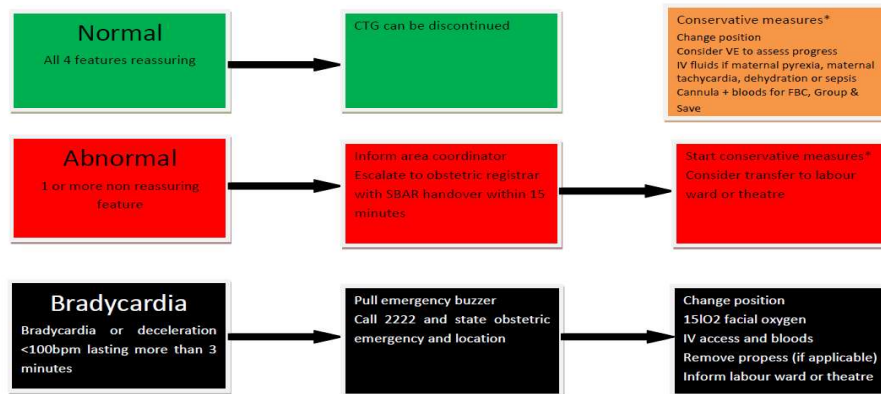 Normal
All 4 features reassuring
CTG can be discontinued
Conservative measures*
Change position
Consider VE to assess progress
IV fluids if maternal pyrexia, maternal
tachycardia, dehydration or sepsis
Cannula + bloods for FBC, Group &
Save
Abnormal
1 or more non reassuring
feature
Inform area coordinator
Escalate to obstetric registrar
with SBAR handover within 15
minutes
Start conservative measures*
Consider transfer to labour
ward or theatre
Bradycardia
Bradycardia or deceleration
<100bpm lasting more than 3
minutes
Pull emergency buzzer
Call 2222 and state obstetric
emergency and location
Change position
15lO2 facial oxygen
IV access and bloods
Remove propess (if applicable)
Inform labour ward or theatre